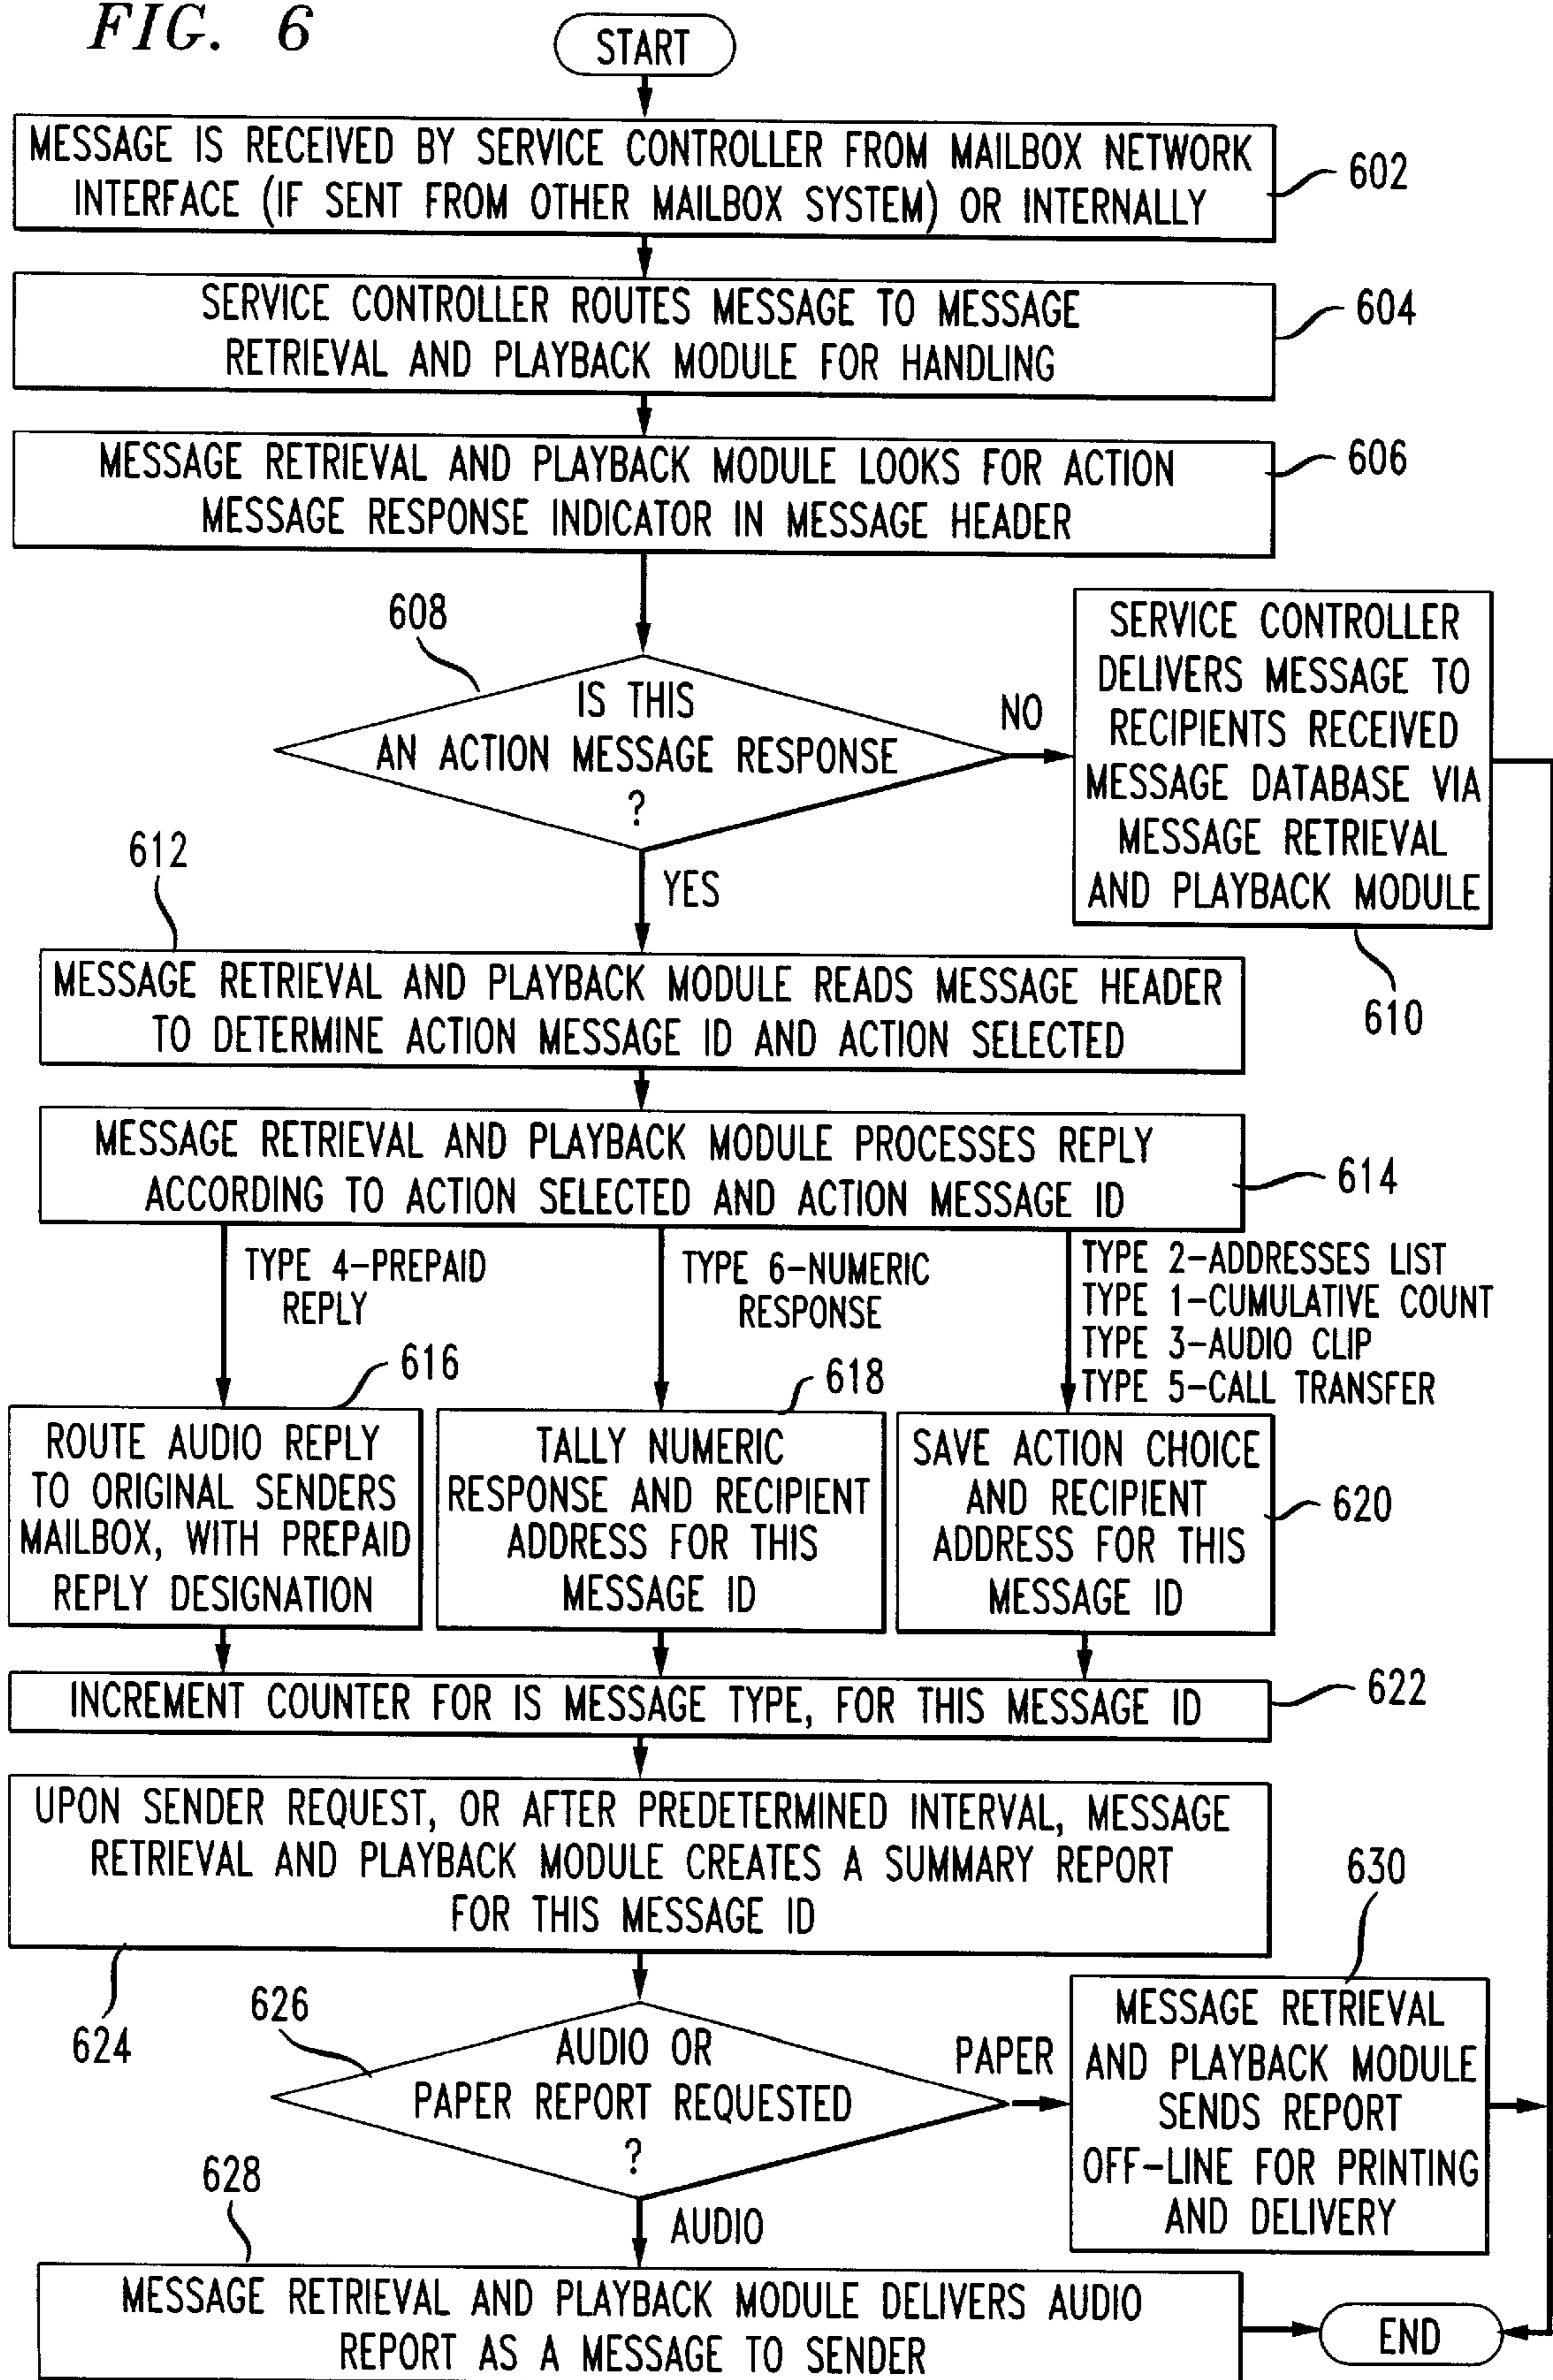 FIG. 6
START
MESSAGE IS RECEIVED BY SERVICE CONTROLLER FROM MAILBOX NETWORK
INTERFACE (IF SENT FROM OTHER MAILBOX SYSTEM) OR INTERNALLY
602
SERVICE CONTROLLER ROUTES MESSAGE TO MESSAGE
RETRIEVAL AND PLAYBACK MODULE FOR HANDLING
604
MESSAGE RETRIEVAL AND PLAYBACK MODULE LOOKS FOR ACTION
MESSAGE RESPONSE INDICATOR IN MESSAGE HEADER
606
608
IS THIS
AN ACTION MESSAGE RESPONSE
?
NO
SERVICE CONTROLLER
DELIVERS MESSAGE TO
RECIPIENTS RECEIVED
MESSAGE DATABASE VIA
MESSAGE RETRIEVAL
AND PLAYBACK MODULE
610
YES
612
MESSAGE RETRIEVAL AND PLAYBACK MODULE READS MESSAGE HEADER
TO DETERMINE ACTION MESSAGE ID AND ACTION SELECTED
MESSAGE RETRIEVAL AND PLAYBACK MODULE PROCESSES REPLY
ACCORDING TO ACTION SELECTED AND ACTION MESSAGE ID
614
TYPE 4-PREPAID
REPLY
TYPE 6-NUMERIC
RESPONSE
TYPE 2-ADDRESSES LIST
TYPE 1-CUMULATIVE COUNT
TYPE 3-AUDIO CLIP
TYPE 5-CALL TRANSFER
616
ROUTE AUDIO REPLY
TO ORIGINAL SENDERS
MAILBOX, WITH PREPAID
REPLY DESIGNATION
618
TALLY NUMERIC
RESPONSE AND RECIPIENT
ADDRESS FOR THIS
MESSAGE ID
SAVE ACTION CHOICE
AND RECIPIENT
ADDRESS FOR THIS
MESSAGE ID
620
INCREMENT COUNTER FOR IS MESSAGE TYPE, FOR THIS MESSAGE ID
622
UPON SENDER REQUEST, OR AFTER PREDETERMINED INTERVAL, MESSAGE
RETRIEVAL AND PLAYBACK MODULE CREATES A SUMMARY REPORT
FOR THIS MESSAGE ID
624
626
AUDIO OR
PAPER REPORT REQUESTED
?
PAPER
630
MESSAGE RETRIEVAL
AND PLAYBACK MODULE
SENDS REPORT
OFF-LINE FOR PRINTING
AND DELIVERY
AUDIO
628
MESSAGE RETRIEVAL AND PLAYBACK MODULE DELIVERS AUDIO
REPORT AS A MESSAGE TO SENDER
END